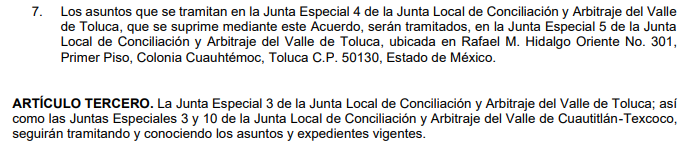 7. Los asuntos que se tramitan en la Junta Especial 4 de la Junta Local de Conciliación y Arbitraje del Valle
de Toluca, que se suprime mediante este Acuerdo, serán tramitados, en la Junta Especial 5 de la Junta
Local de Conciliación y Arbitraje del Valle de Toluca, ubicada en Rafael M. Hidalgo Oriente No. 301,
Primer Piso, Colonia Cuauhtémoc, Toluca C.P. 50130, Estado de México.
ARTÍCULO TERCERO. La Junta Especial 3 de la Junta Local de Conciliación y Arbitraje del Valle de Toluca; así
como las Juntas Especiales 3 y 10 de la Junta Local de Conciliación y Arbitraje del Valle de Cuautitlán-Texcoco,
seguirán tramitando y conociendo los asuntos y expedientes vigentes.